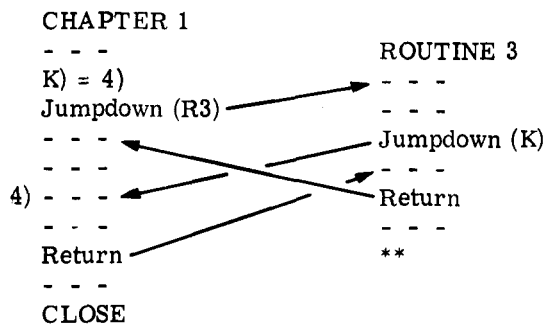 CHAPTER 1
- - -
K) = 4)
Jumpdown (R3)
- - -
- - -
4) - - -
- - -
Return
- - -
CLOSE
ROUTINE 3
- - -
- - -
Jumpdown (K)
- - -
Return
- - -
**